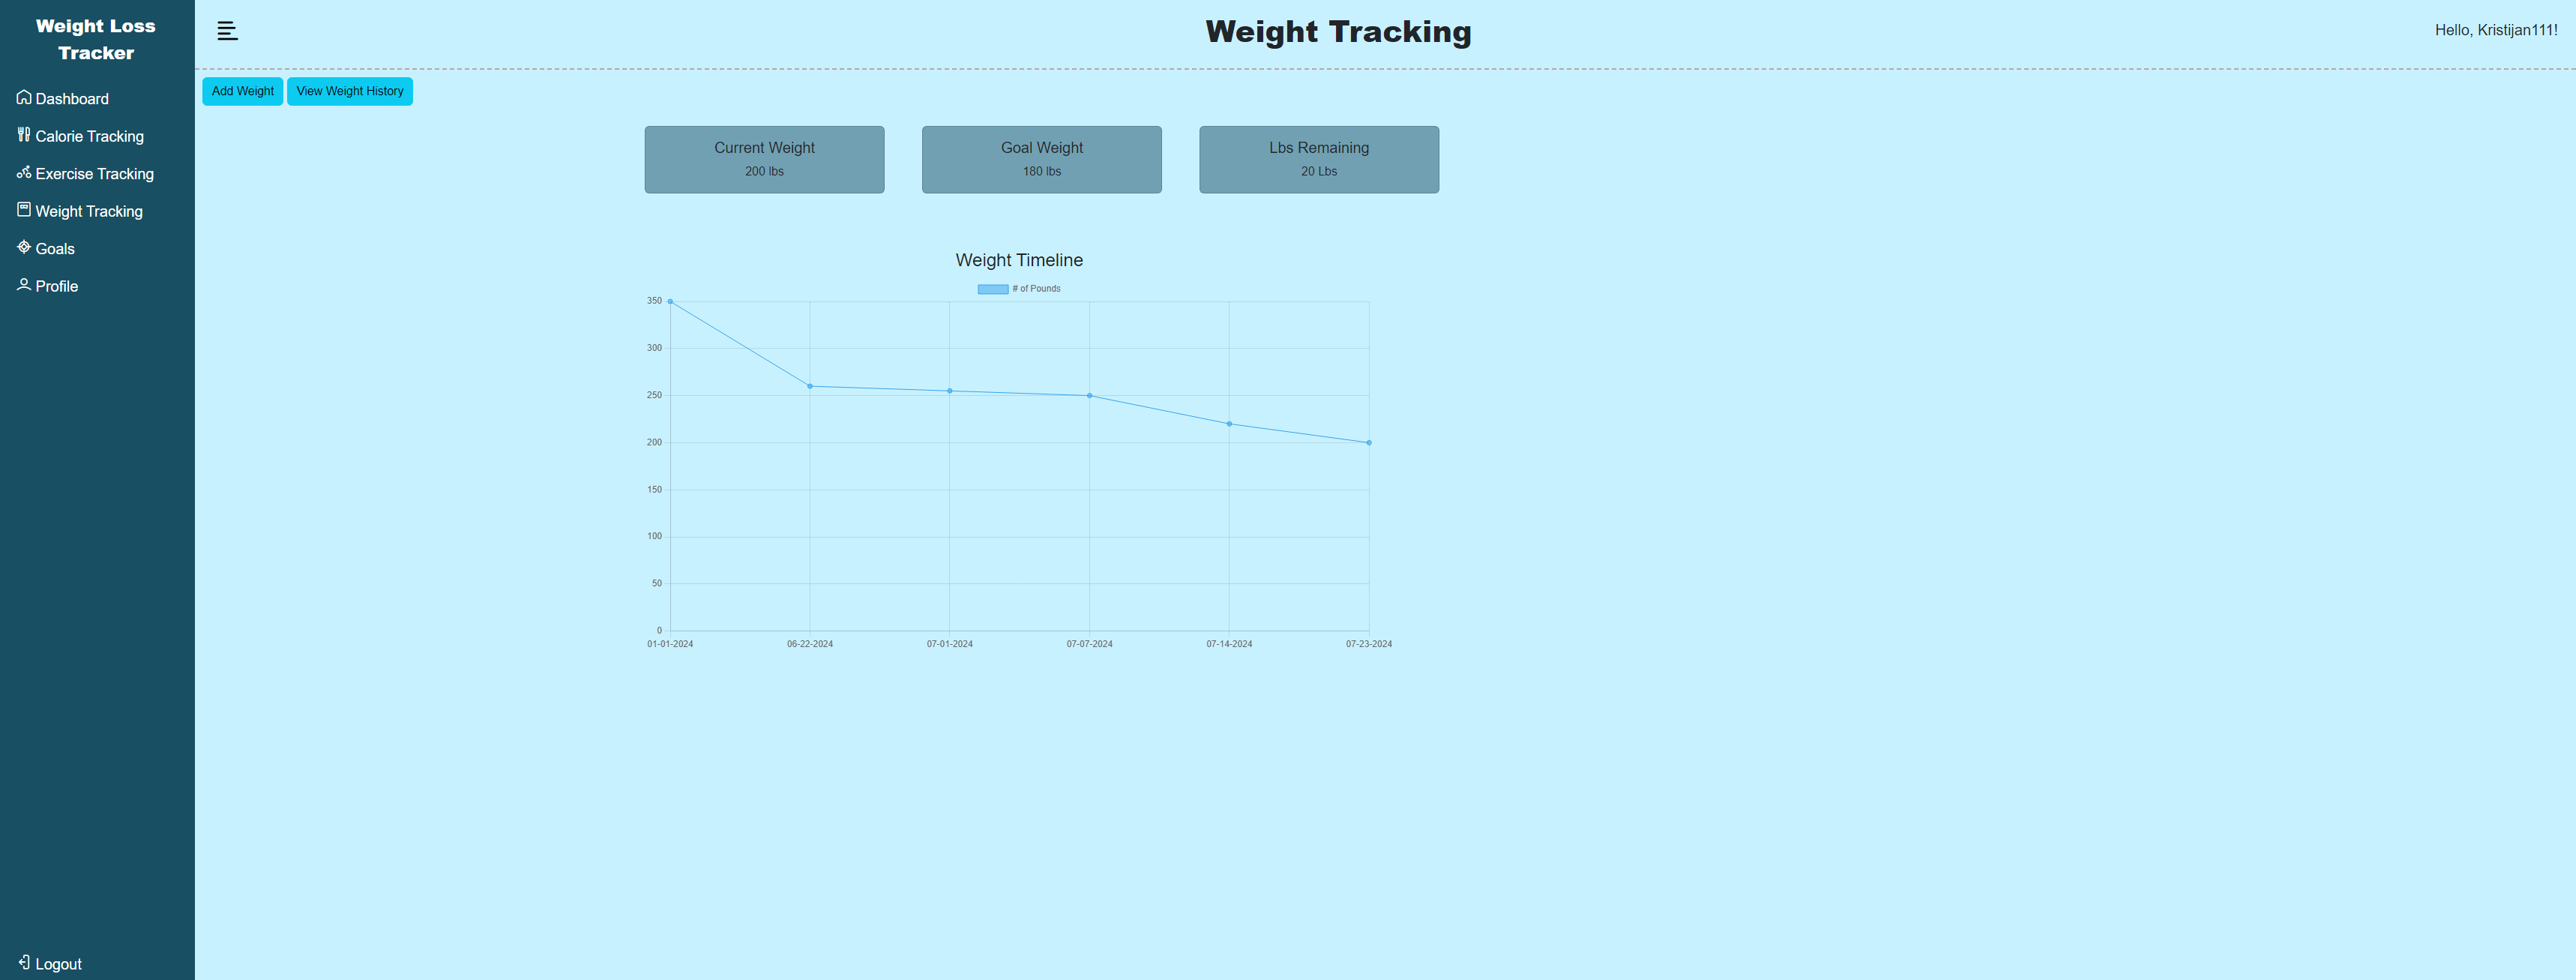 Weight Loss
Tracker
Dashboard
Calorie Tracking
Exercise Tracking
Weight Tracking
Goals
Profile
Logout
Weight Tracking
Hello, Kristijan111!
Add Weight
View Weight History
Current Weight
200 lbs
Goal Weight
180 lbs
Lbs Remaining
20 Lbs
Weight Timeline
# of Pounds
350
300
250
200
150
100
50
0
01-01-2024
06-22-2024
07-01-2024
07-07-2024
07-14-2024
07-23-2024